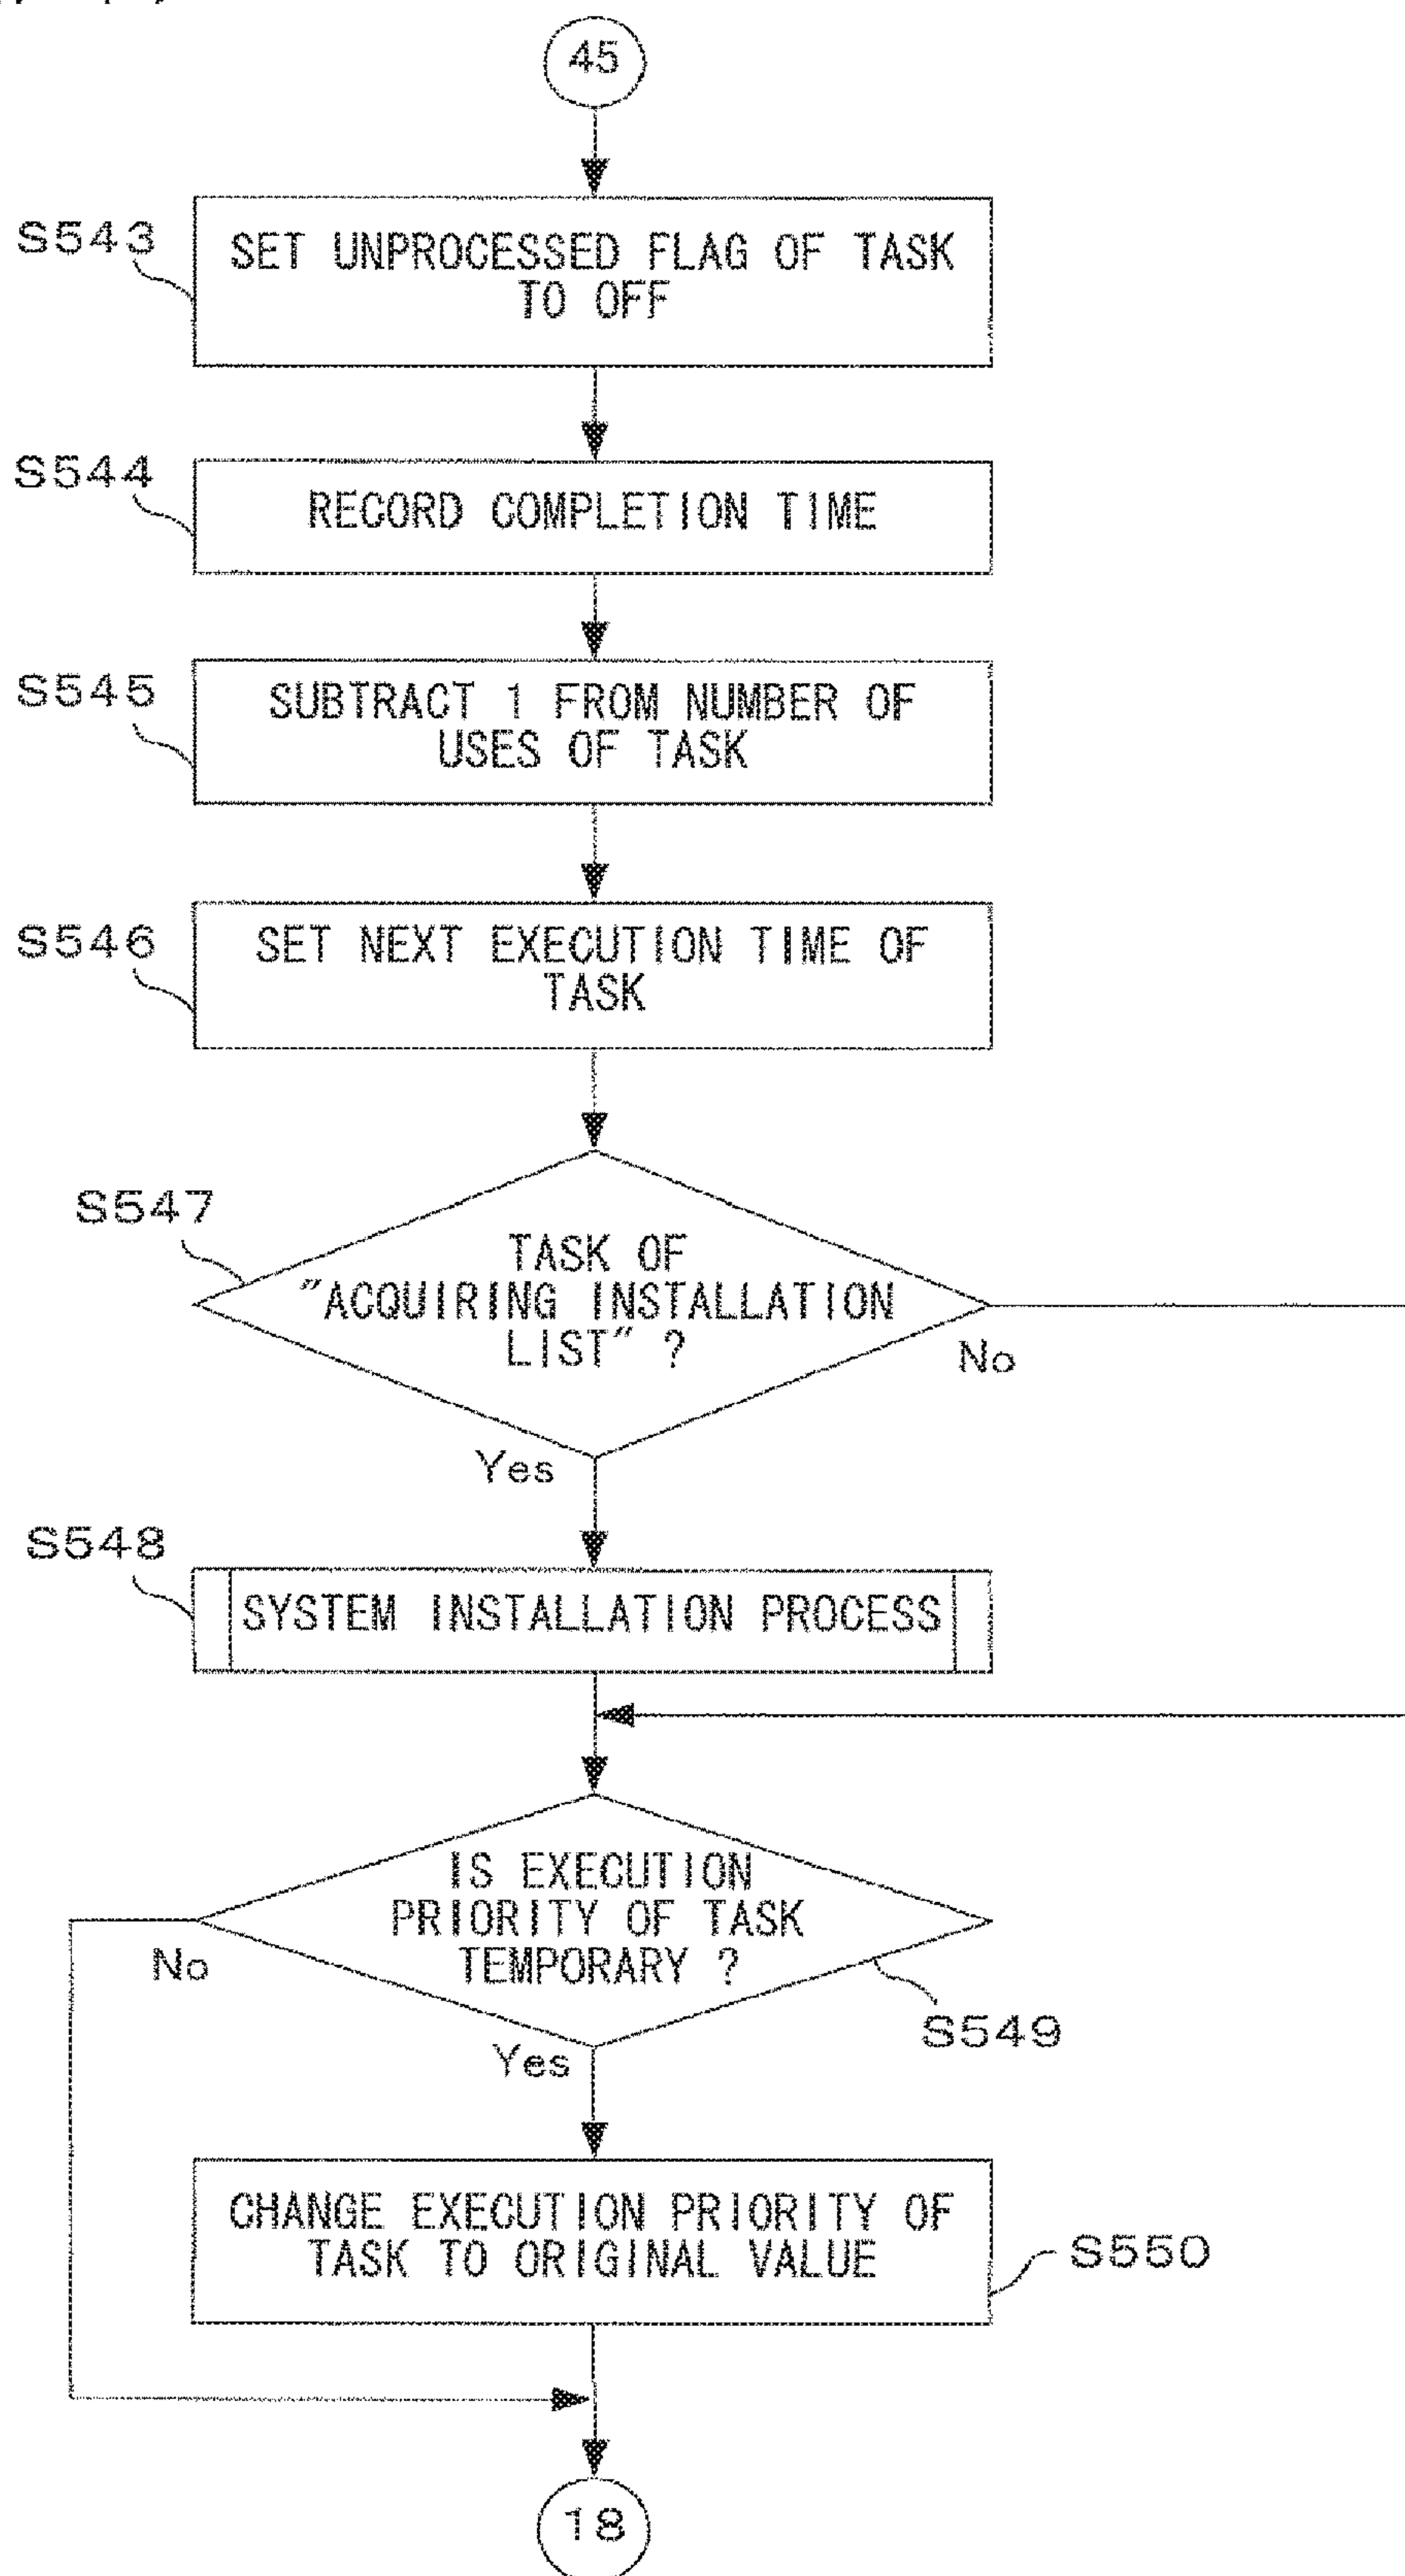 45
S543
SET UNPROCESSED FLAG OF TASK
TO OFF
S544
RECORD COMPLETION TIME
S545
SUBTRACT 1 FROM NUMBER OF
USES OF TASK
S546
SET NEXT EXECUTION TIME OF
TASK
S547
TASK OF
"ACQUIRING INSTALLATION
LIST" ?
No
Yes
S548
SYSTEM INSTALLATION PROCESS
IS EXECUTION
PRIORITY OF TASK
TEMPORARY ?
No
S549
Yes
CHANGE EXECUTION PRIORITY OF
TASK TO ORIGINAL VALUE
S550
18